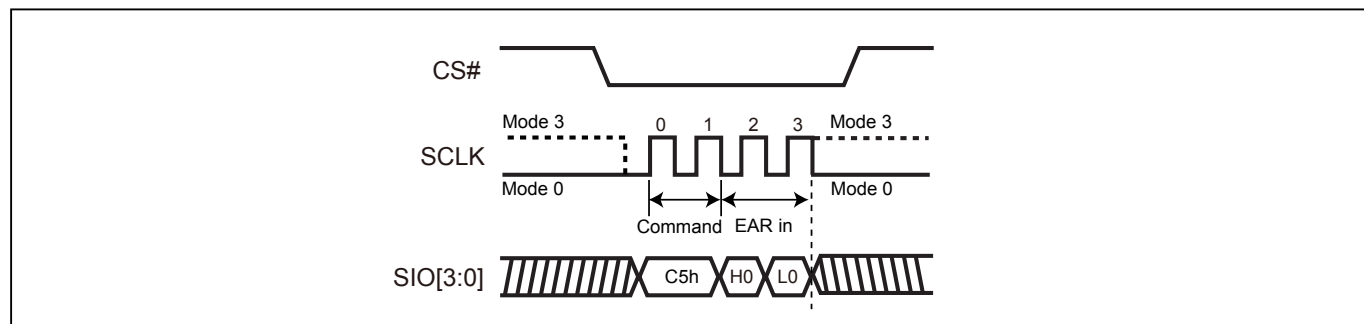 CS#
Mode 3 0 1 2 3 Mode 3
SCLK
Mode 0 Mode 0
Command EAR in
SIO[3:0] C5h H0 L0